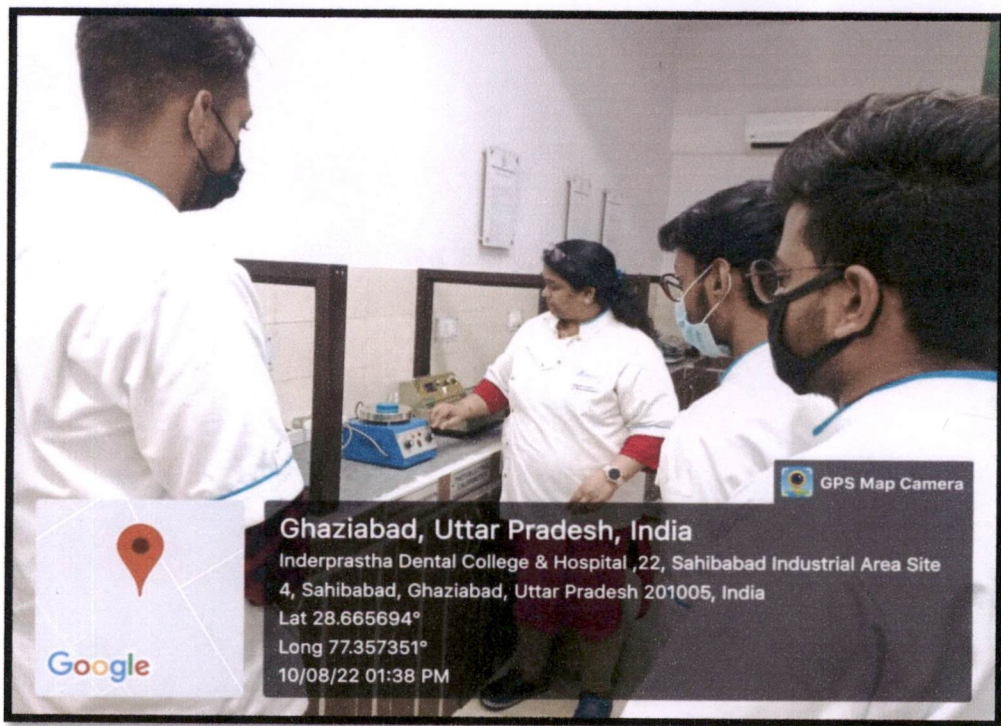 GPS Map Camera
Ghaziabad, Uttar Pradesh, India
Inderprastha Dental College & Hospital ,22, Sahibabad Industrial Area Site
4, Sahibabad, Ghaziabad, Uttar Pradesh 201005, India
Lat 28.665694°
Long 77.357351°
10/08/22 01:38 PM
Google